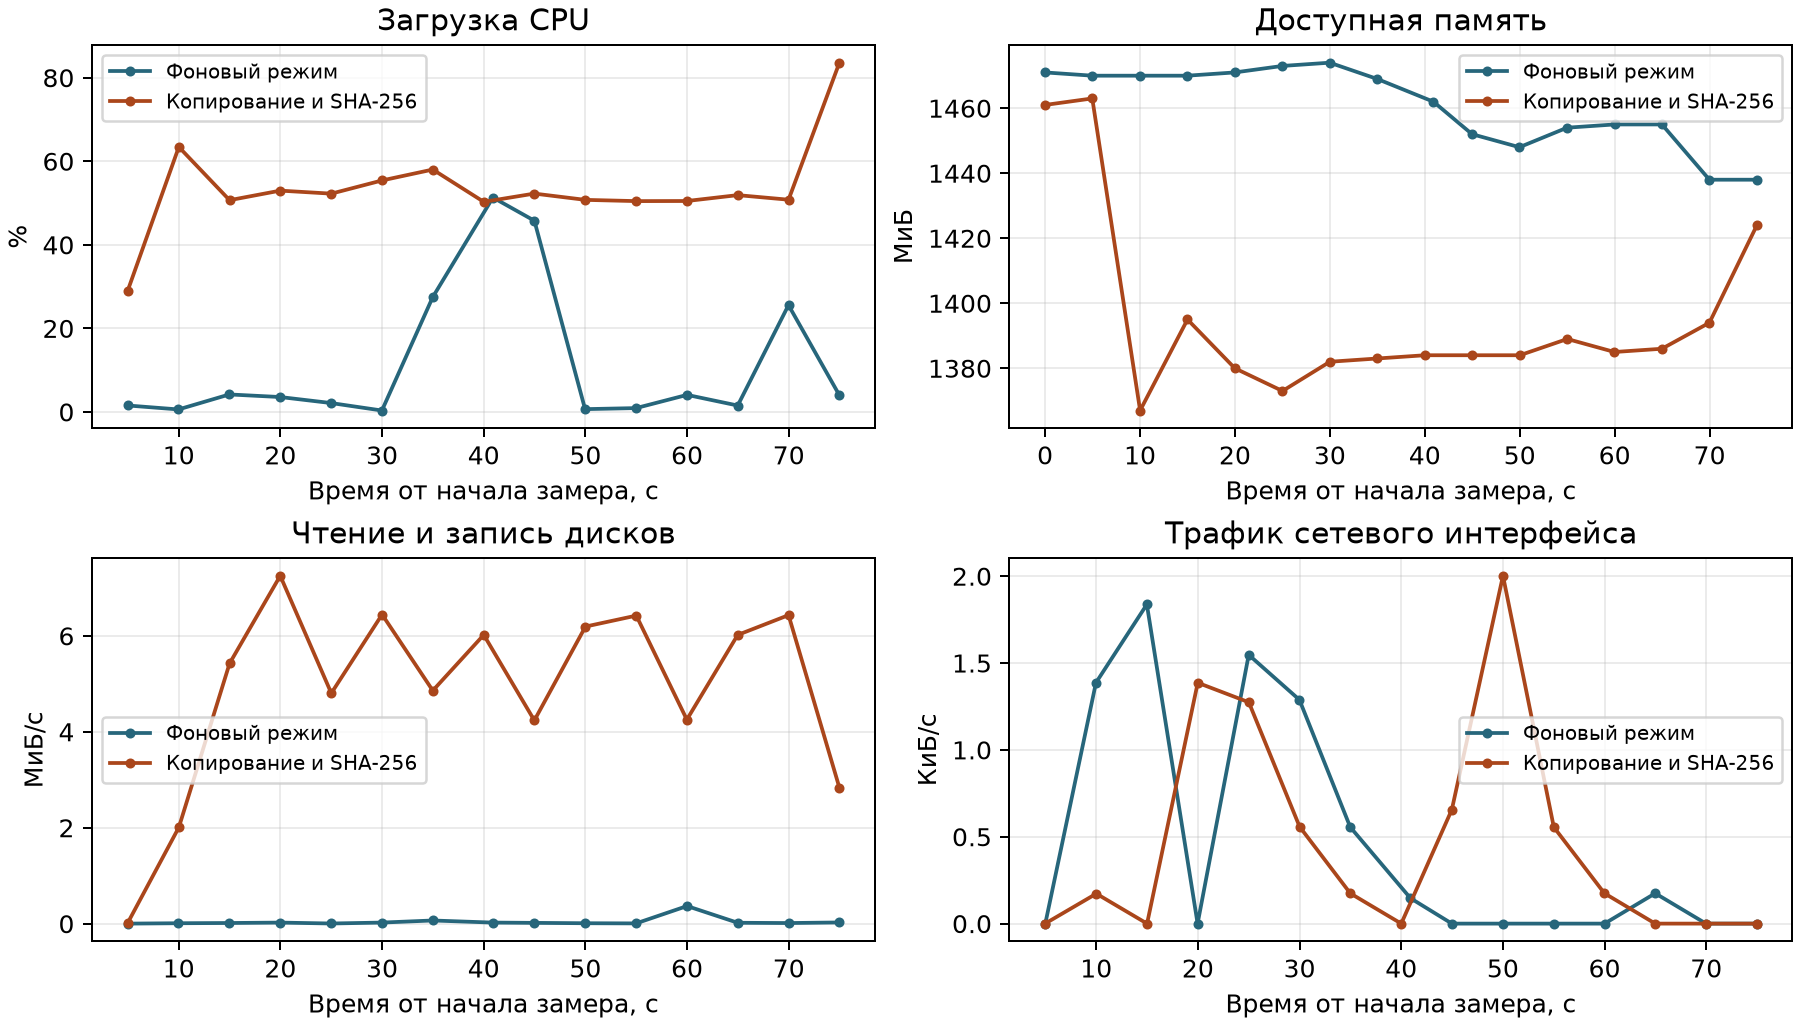 Загрузка CPU
%
80
60
40
20
0
Фоновый режим
Копирование и SHA-256
10 20 30 40 50 60 70
Время от начала замера, с
Доступная память
МиБ
1460
1440
1420
1400
1380
Фоновый режим
Копирование и SHA-256
0 10 20 30 40 50 60 70
Время от начала замера, с
Чтение и запись дисков
МиБ/с
6
4
2
0
Фоновый режим
Копирование и SHA-256
10 20 30 40 50 60 70
Время от начала замера, с
Трафик сетевого интерфейса
КиБ/с
2.0
1.5
1.0
0.5
0.0
Фоновый режим
Копирование и SHA-256
10 20 30 40 50 60 70
Время от начала замера, с